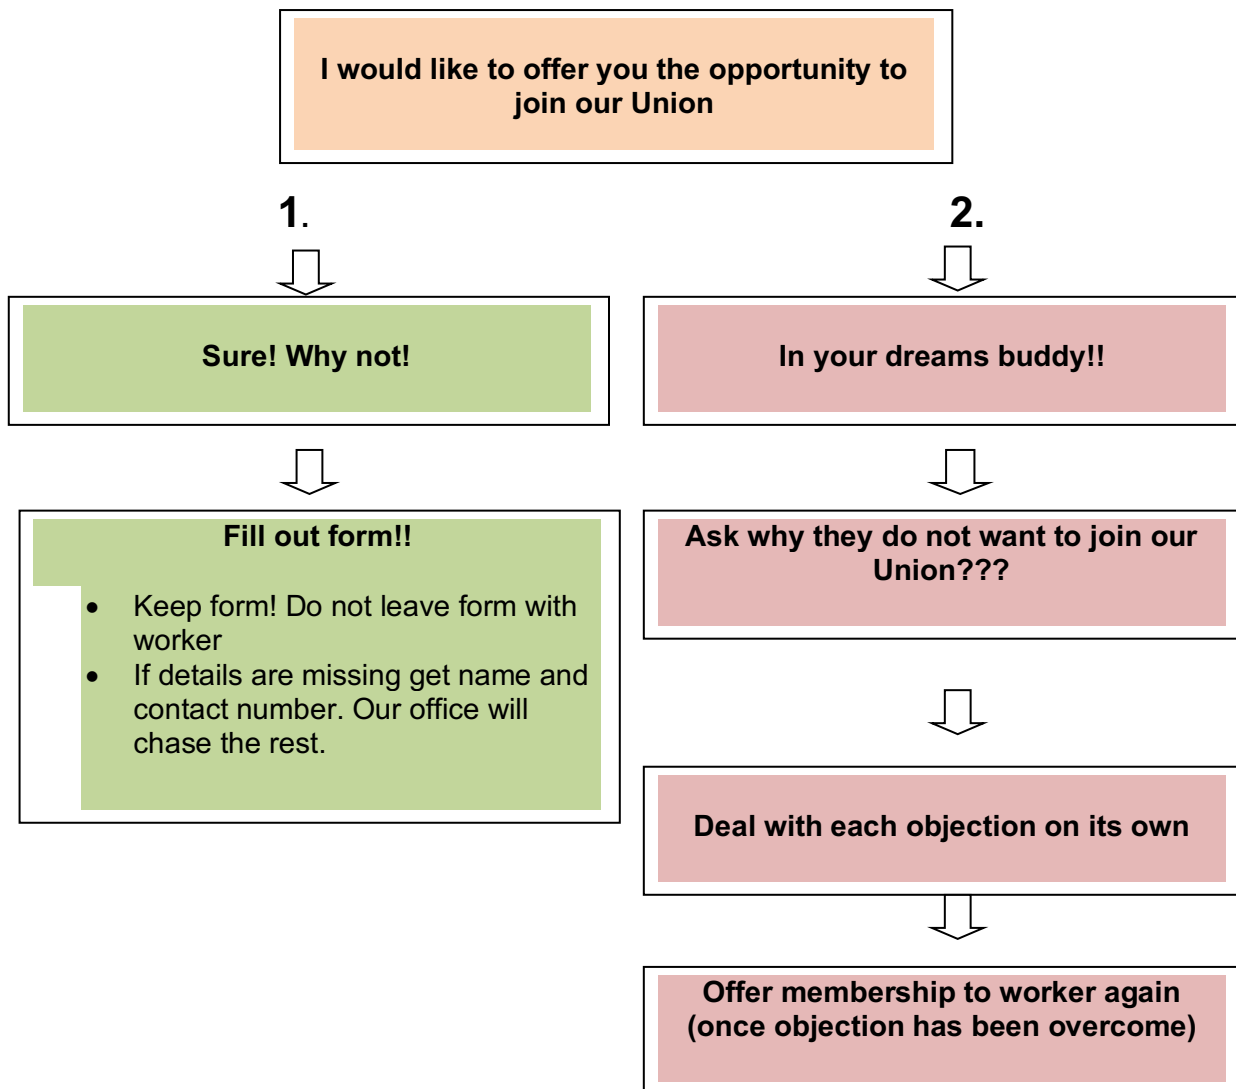 I would like to offer you the opportunity to
join our Union
1.
2.
Sure! Why not!
In your dreams buddy!!
Fill out form!!
• Keep form! Do not leave form with
worker
• If details are missing get name and
contact number. Our office will
chase the rest.
Ask why they do not want to join our
Union???
Deal with each objection on its own
Offer membership to worker again
(once objection has been overcome)